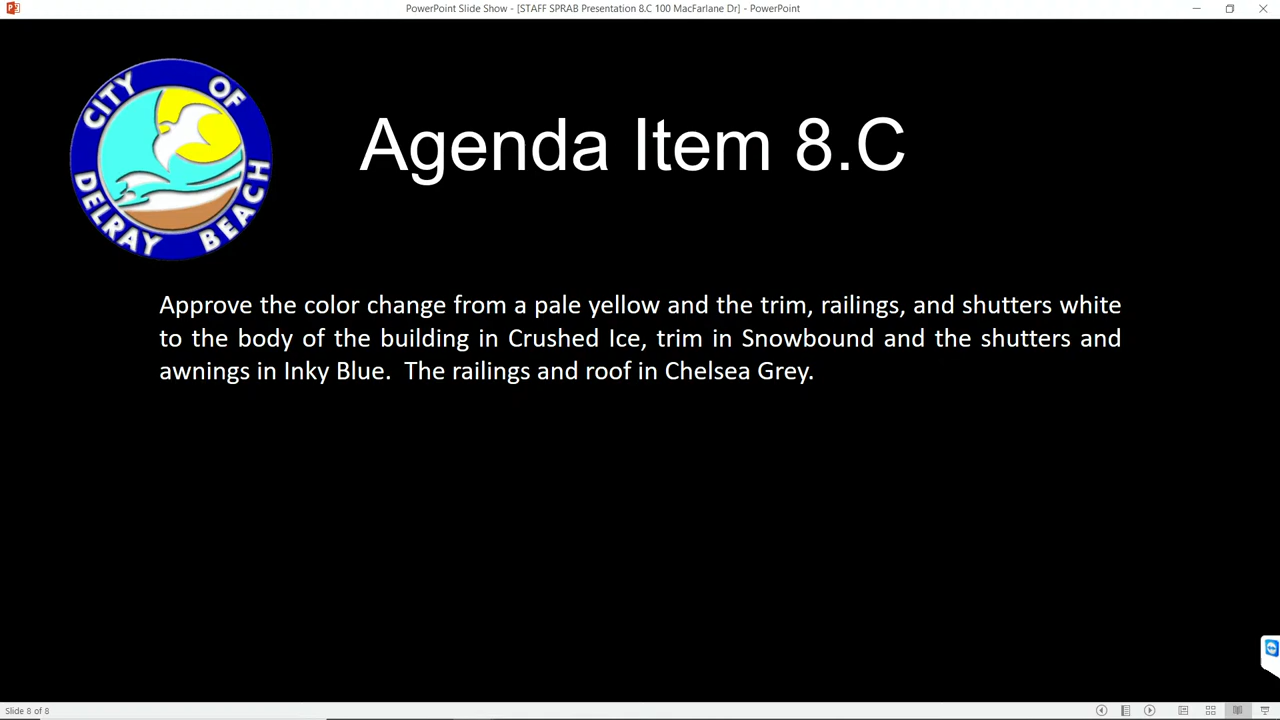 PowerPoint Slide Show - [STAFF SPRAB Presentation 8.C 100 MacFarlane Dr] - PowerPoint
CITY OF
DELRAY BEACH
Agenda Item 8.C
Approve the color change from a pale yellow and the trim, railings, and shutters white
to the body of the building in Crushed Ice, trim in Snowbound and the shutters and
awnings in Inky Blue.  The railings and roof in Chelsea Grey.
Slide 8 of 8